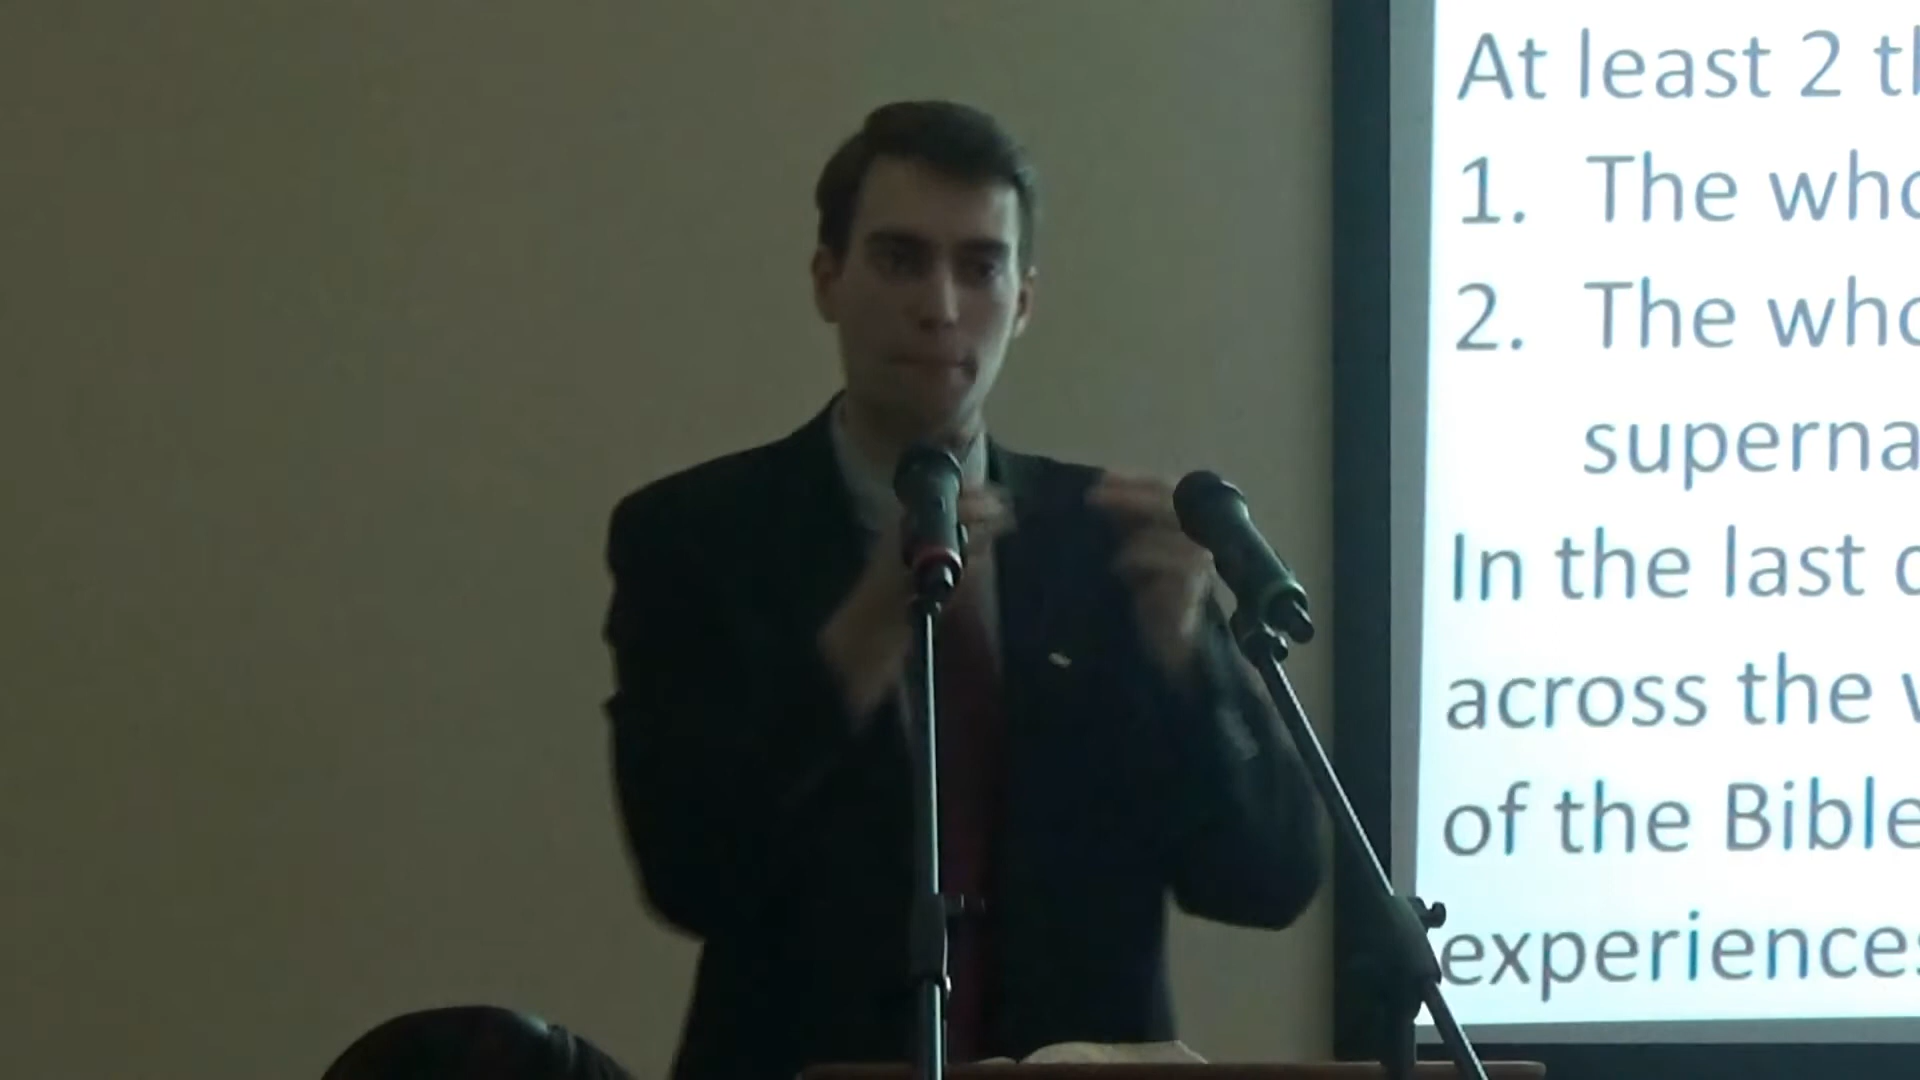 At least 2 th
1. The who
2. The who
superna
In the last
across the
of the Bible
experiences